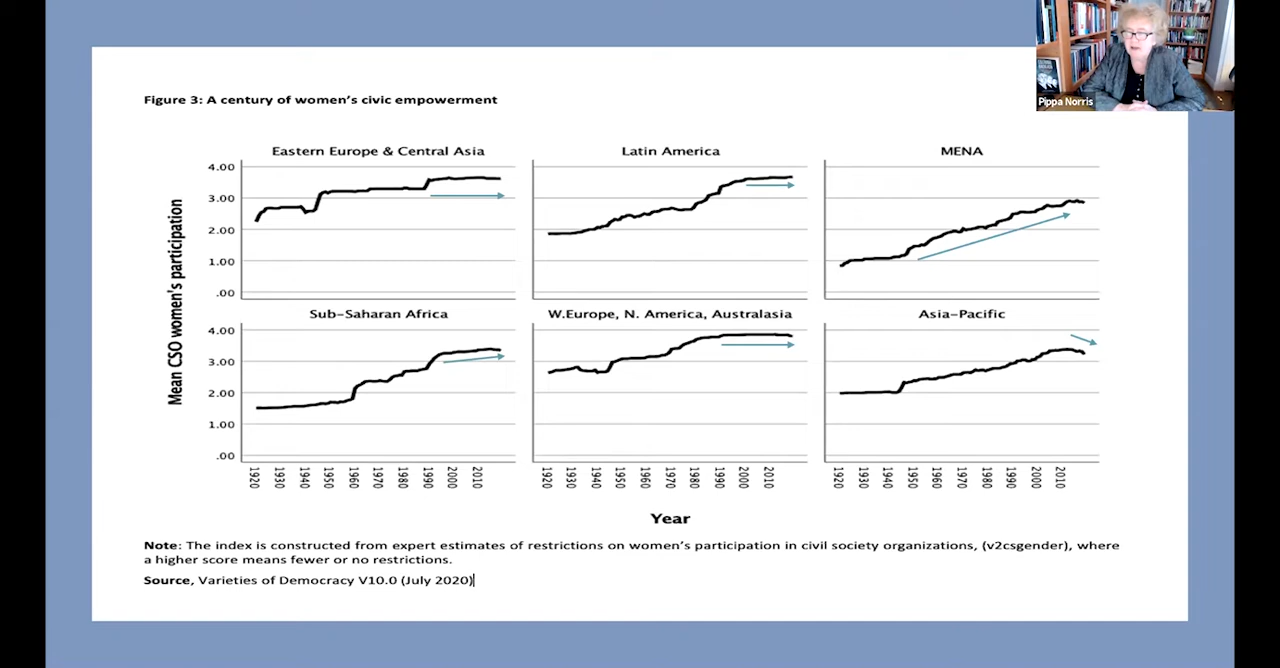 Pippa Norris
Figure 3: A century of women's civic empowerment
Eastern Europe & Central Asia
Latin America
MENA
4.00
3.00
2.00
1.00
.00
Mean CSO women's participation
Sub-Saharan Africa
W.Europe, N. America, Australasia
Asia-Pacific
4.00
3.00
2.00
1.00
.00
1920 1930 1940 1950 1960 1970 1980 1990 2000 2010
1920 1930 1940 1950 1960 1970 1980 1990 2000 2010
1920 1930 1940 1950 1960 1970 1980 1990 2000 2010
Year
Note: The index is constructed from expert estimates of restrictions on women's participation in civil society organizations, (v2csgender), where
a higher score means fewer or no restrictions.
Source, Varieties of Democracy V10.0 (July 2020)